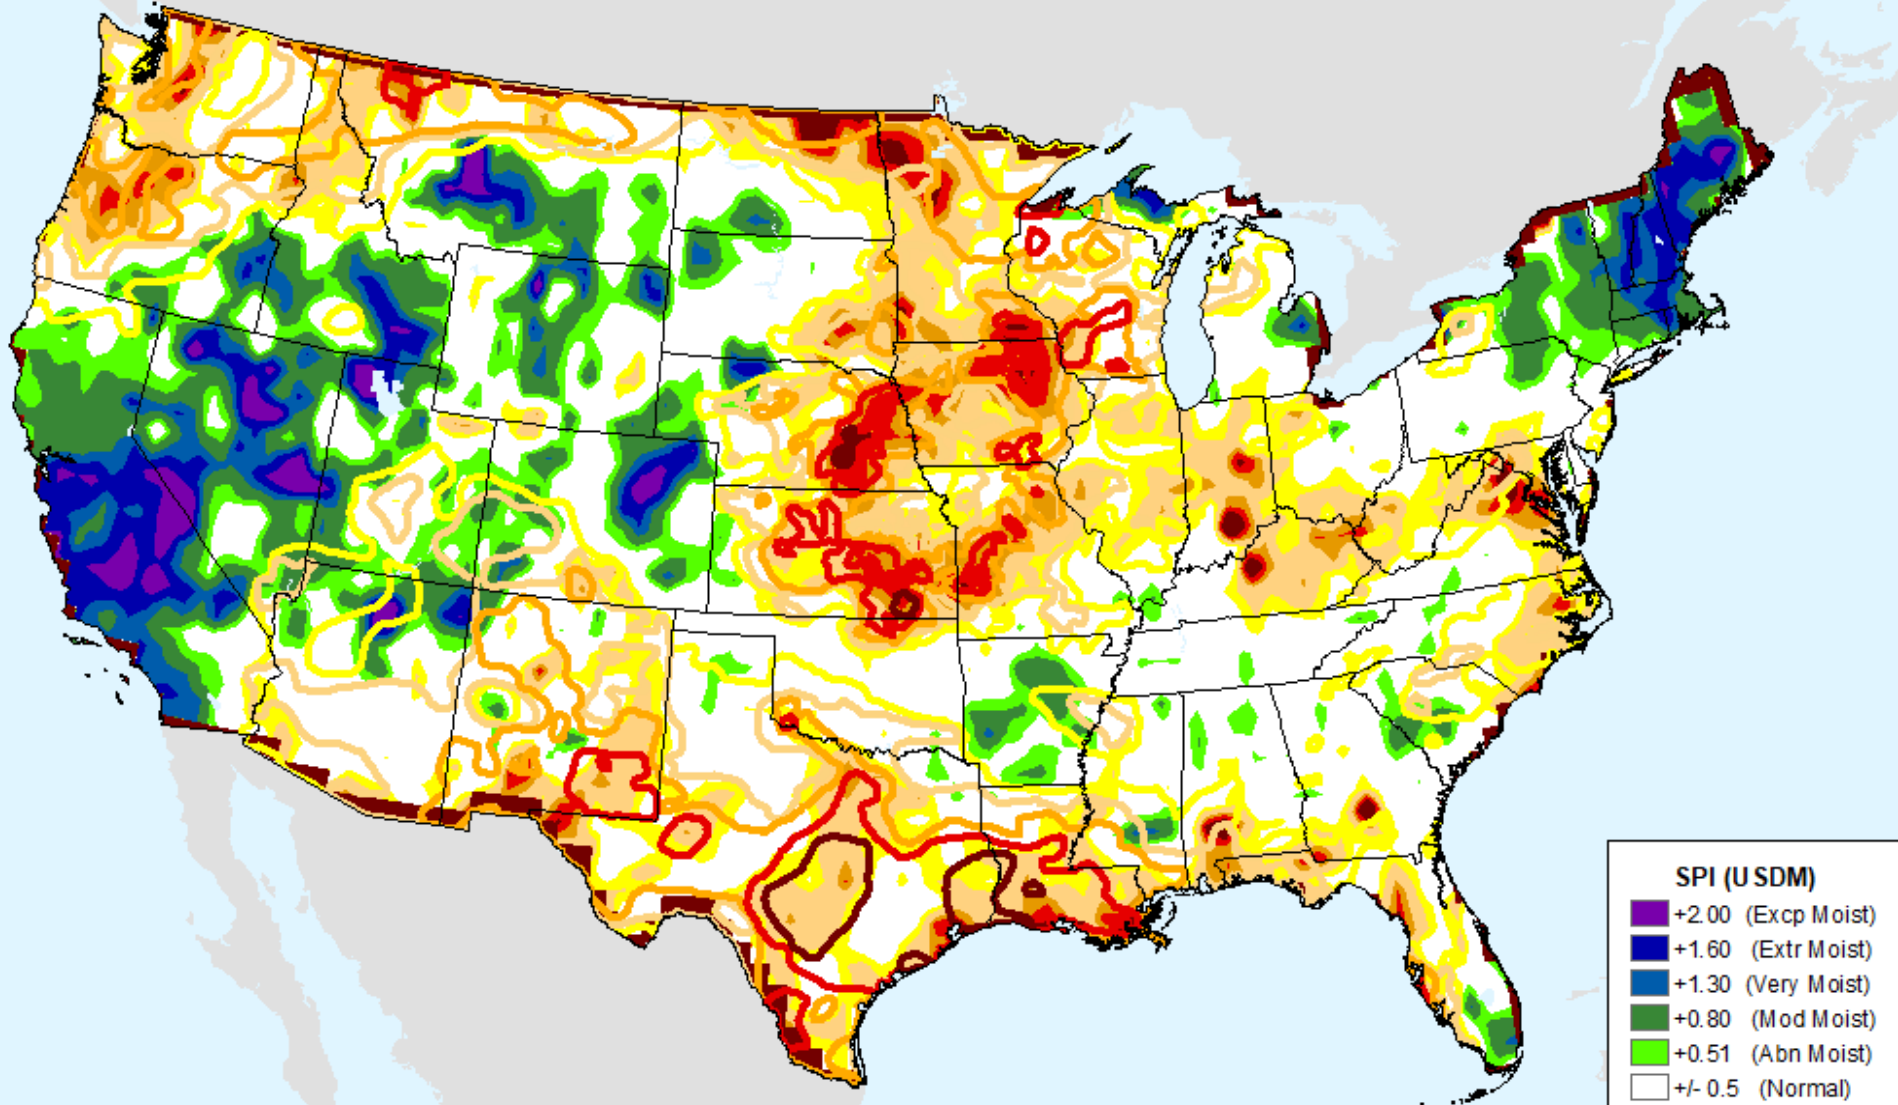 SPI (USDM)
+2.00 (Excp Moist)
+1.60 (Extr Moist)
+1.30 (Very Moist)
+0.80 (Mod Moist)
+0.51 (Abn Moist)
+/- 0.5 (Normal)